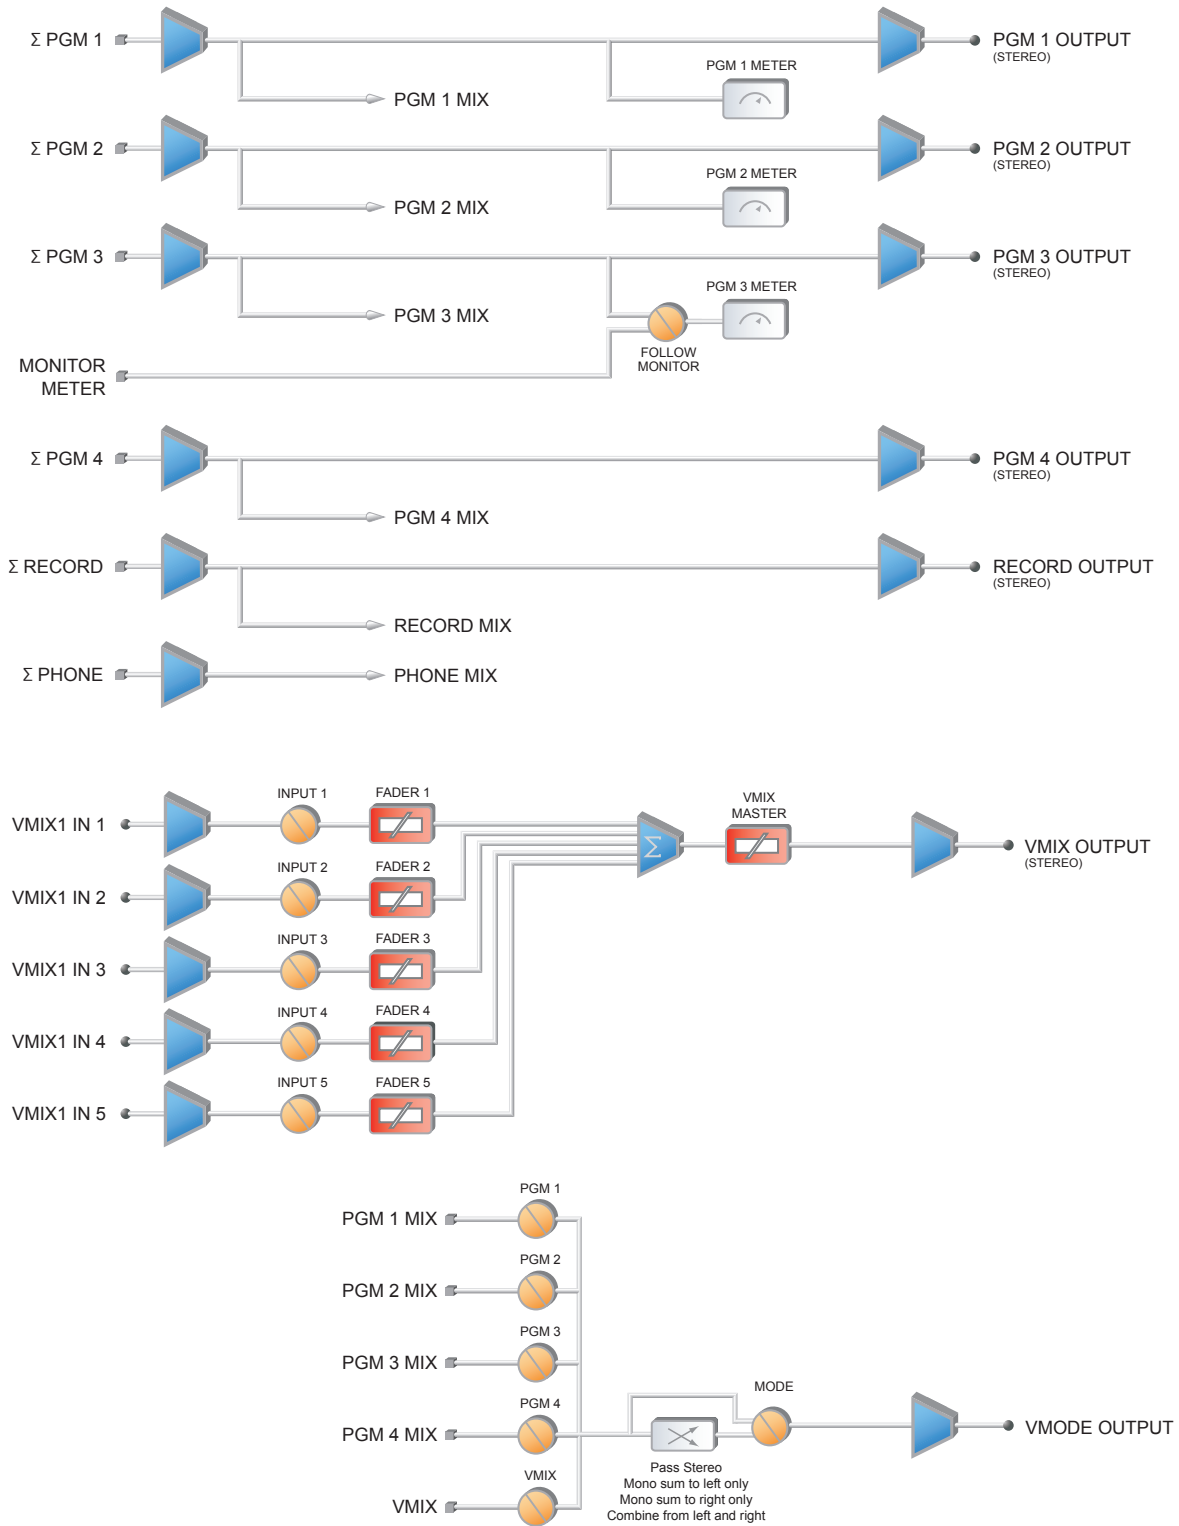 Σ PGM 1
PGM 1 OUTPUT
(STEREO)
PGM 1 METER
PGM 1 MIX
Σ PGM 2
PGM 2 OUTPUT
(STEREO)
PGM 2 METER
PGM 2 MIX
Σ PGM 3
PGM 3 OUTPUT
(STEREO)
PGM 3 METER
PGM 3 MIX
FOLLOW
MONITOR
MONITOR
METER
Σ PGM 4
PGM 4 OUTPUT
(STEREO)
PGM 4 MIX
Σ RECORD
RECORD OUTPUT
(STEREO)
RECORD MIX
Σ PHONE
PHONE MIX
VMIX1 IN 1
INPUT 1
FADER 1
Σ
VMIX
MASTER
VMIX OUTPUT
(STEREO)
VMIX1 IN 2
INPUT 2
FADER 2
VMIX1 IN 3
INPUT 3
FADER 3
VMIX1 IN 4
INPUT 4
FADER 4
VMIX1 IN 5
INPUT 5
FADER 5
PGM 1
PGM 1 MIX
PGM 2
PGM 2 MIX
PGM 3
PGM 3 MIX
PGM 4
PGM 4 MIX
MODE
VMODE OUTPUT
Pass Stereo
Mono sum to left only
Mono sum to right only
Combine from left and right
VMIX
VMIX